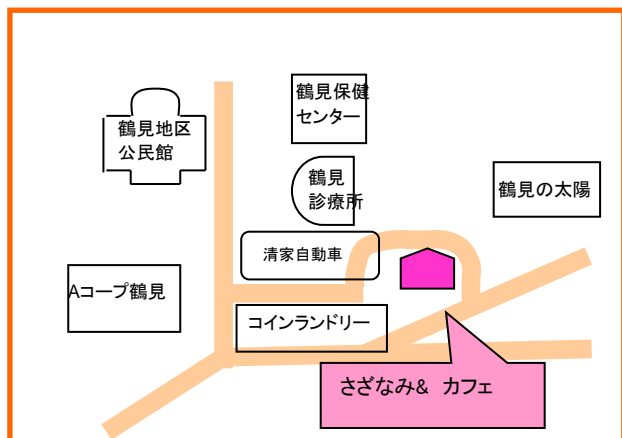 鶴見保健
センター
鶴見地区
公民館
鶴見
診療所
鶴見の太陽
清家自動車
Aコープ鶴見
コインランドリー
さざなみ& カフェ